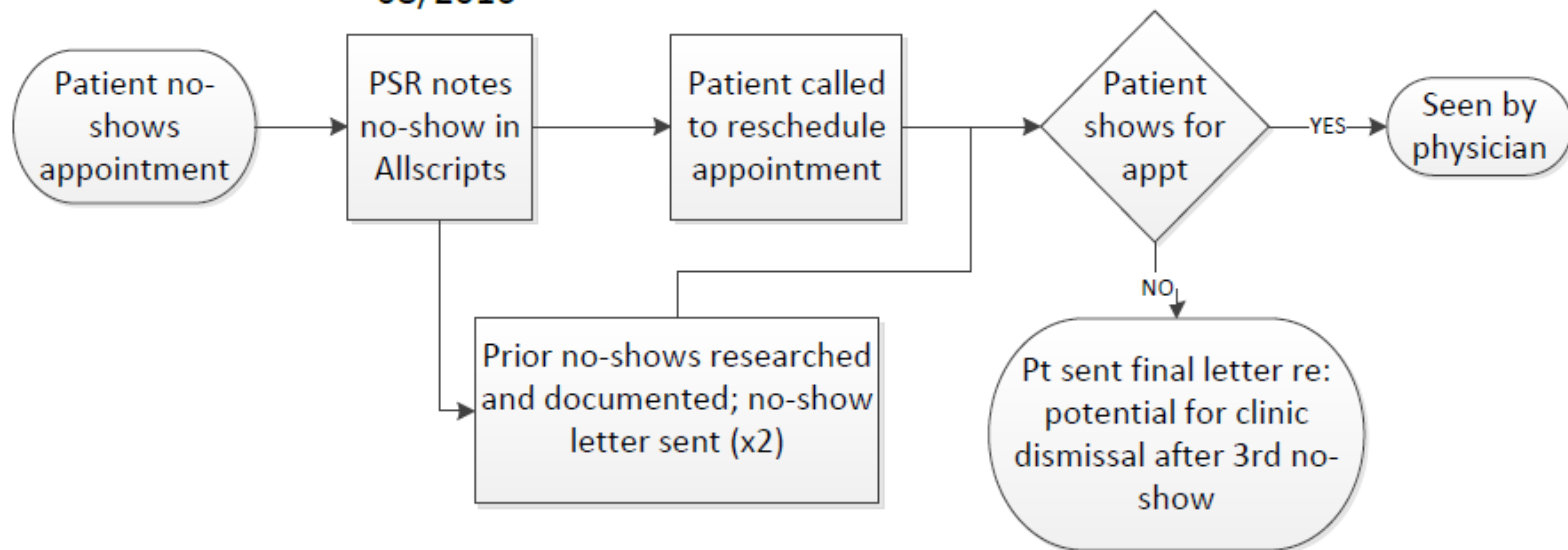 Patient no-
shows
appointment
PSR notes
no-show in
Allscripts
Patient called
to reschedule
appointment
Patient
shows for
appt
YES
Seen by
physician
NO
Prior no-shows researched
and documented; no-show
letter sent (x2)
Pt sent final letter re:
potential for clinic
dismissal after 3rd no-
show